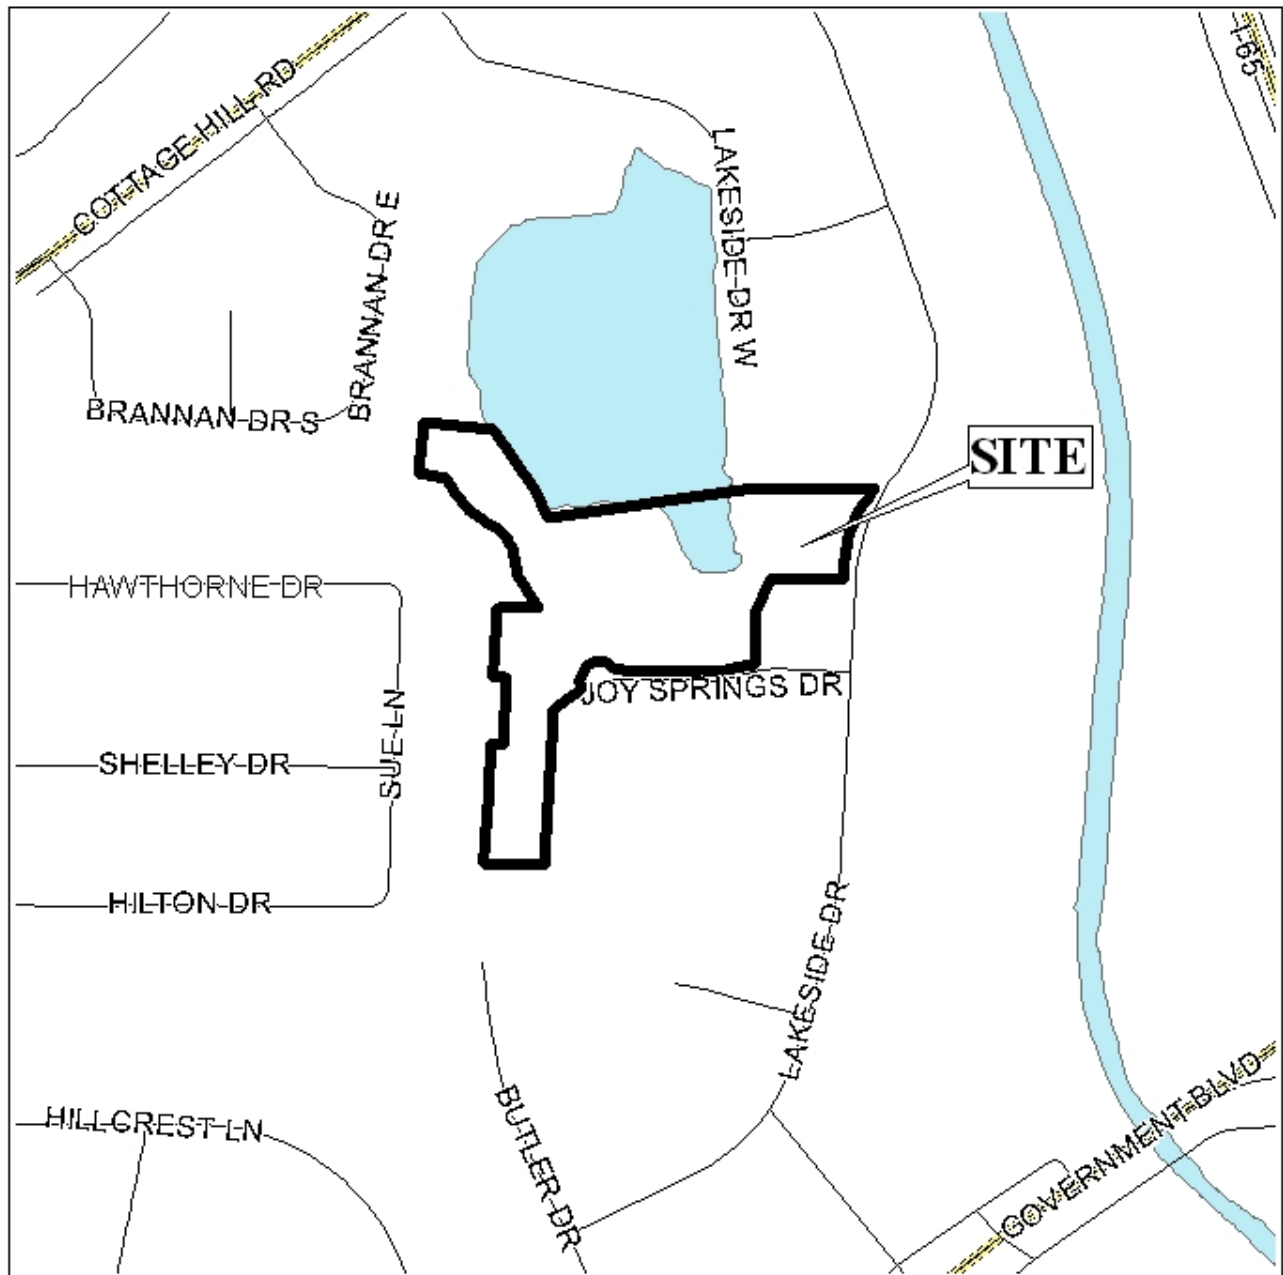 I-65
COTTAGE HILL RD
LAKESIDE DR W
BRANNAN DR E
BRANNAN DR S
SITE
HAWTHORNE DR
JOY SPRINGS DR
SUE LN
SHELLEY DR
HILTON DR
LAKESIDE DR
HILLCREST LN
BUTLER DR
GOVERNMENT BLVD